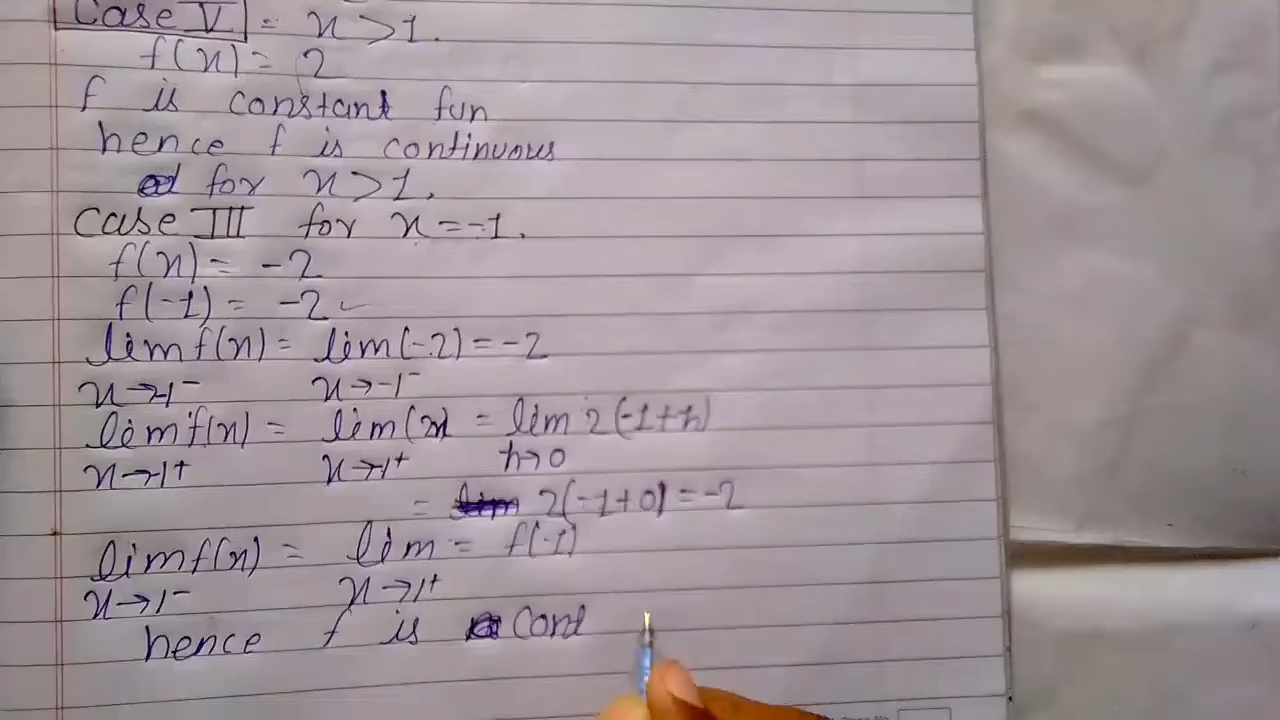 Case V = x > 1.
f(x) = 2
f is constant fun
hence f is continuous
for x > 1.
Case III for x = -1.
f(x) = -2
f(-1) = -2
lim f(x) = lim (-2) = -2
x→-1⁻ x→-1⁻
lim f(x) = lim (2x) = lim 2(-1+h)
x→-1⁺ x→-1⁺ h→0
= 2(-1+0) = -2
lim f(x) = lim = f(-1)
x→-1⁻ x→-1⁺
hence f is Cont